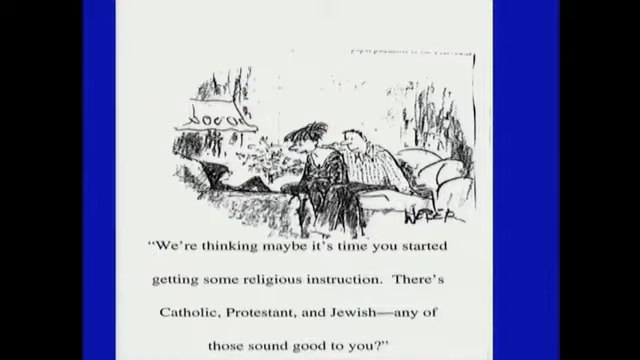 WEBER
“We’re thinking maybe it’s time you started
getting some religious instruction. There’s
Catholic, Protestant, and Jewish—any of
those sound good to you?”